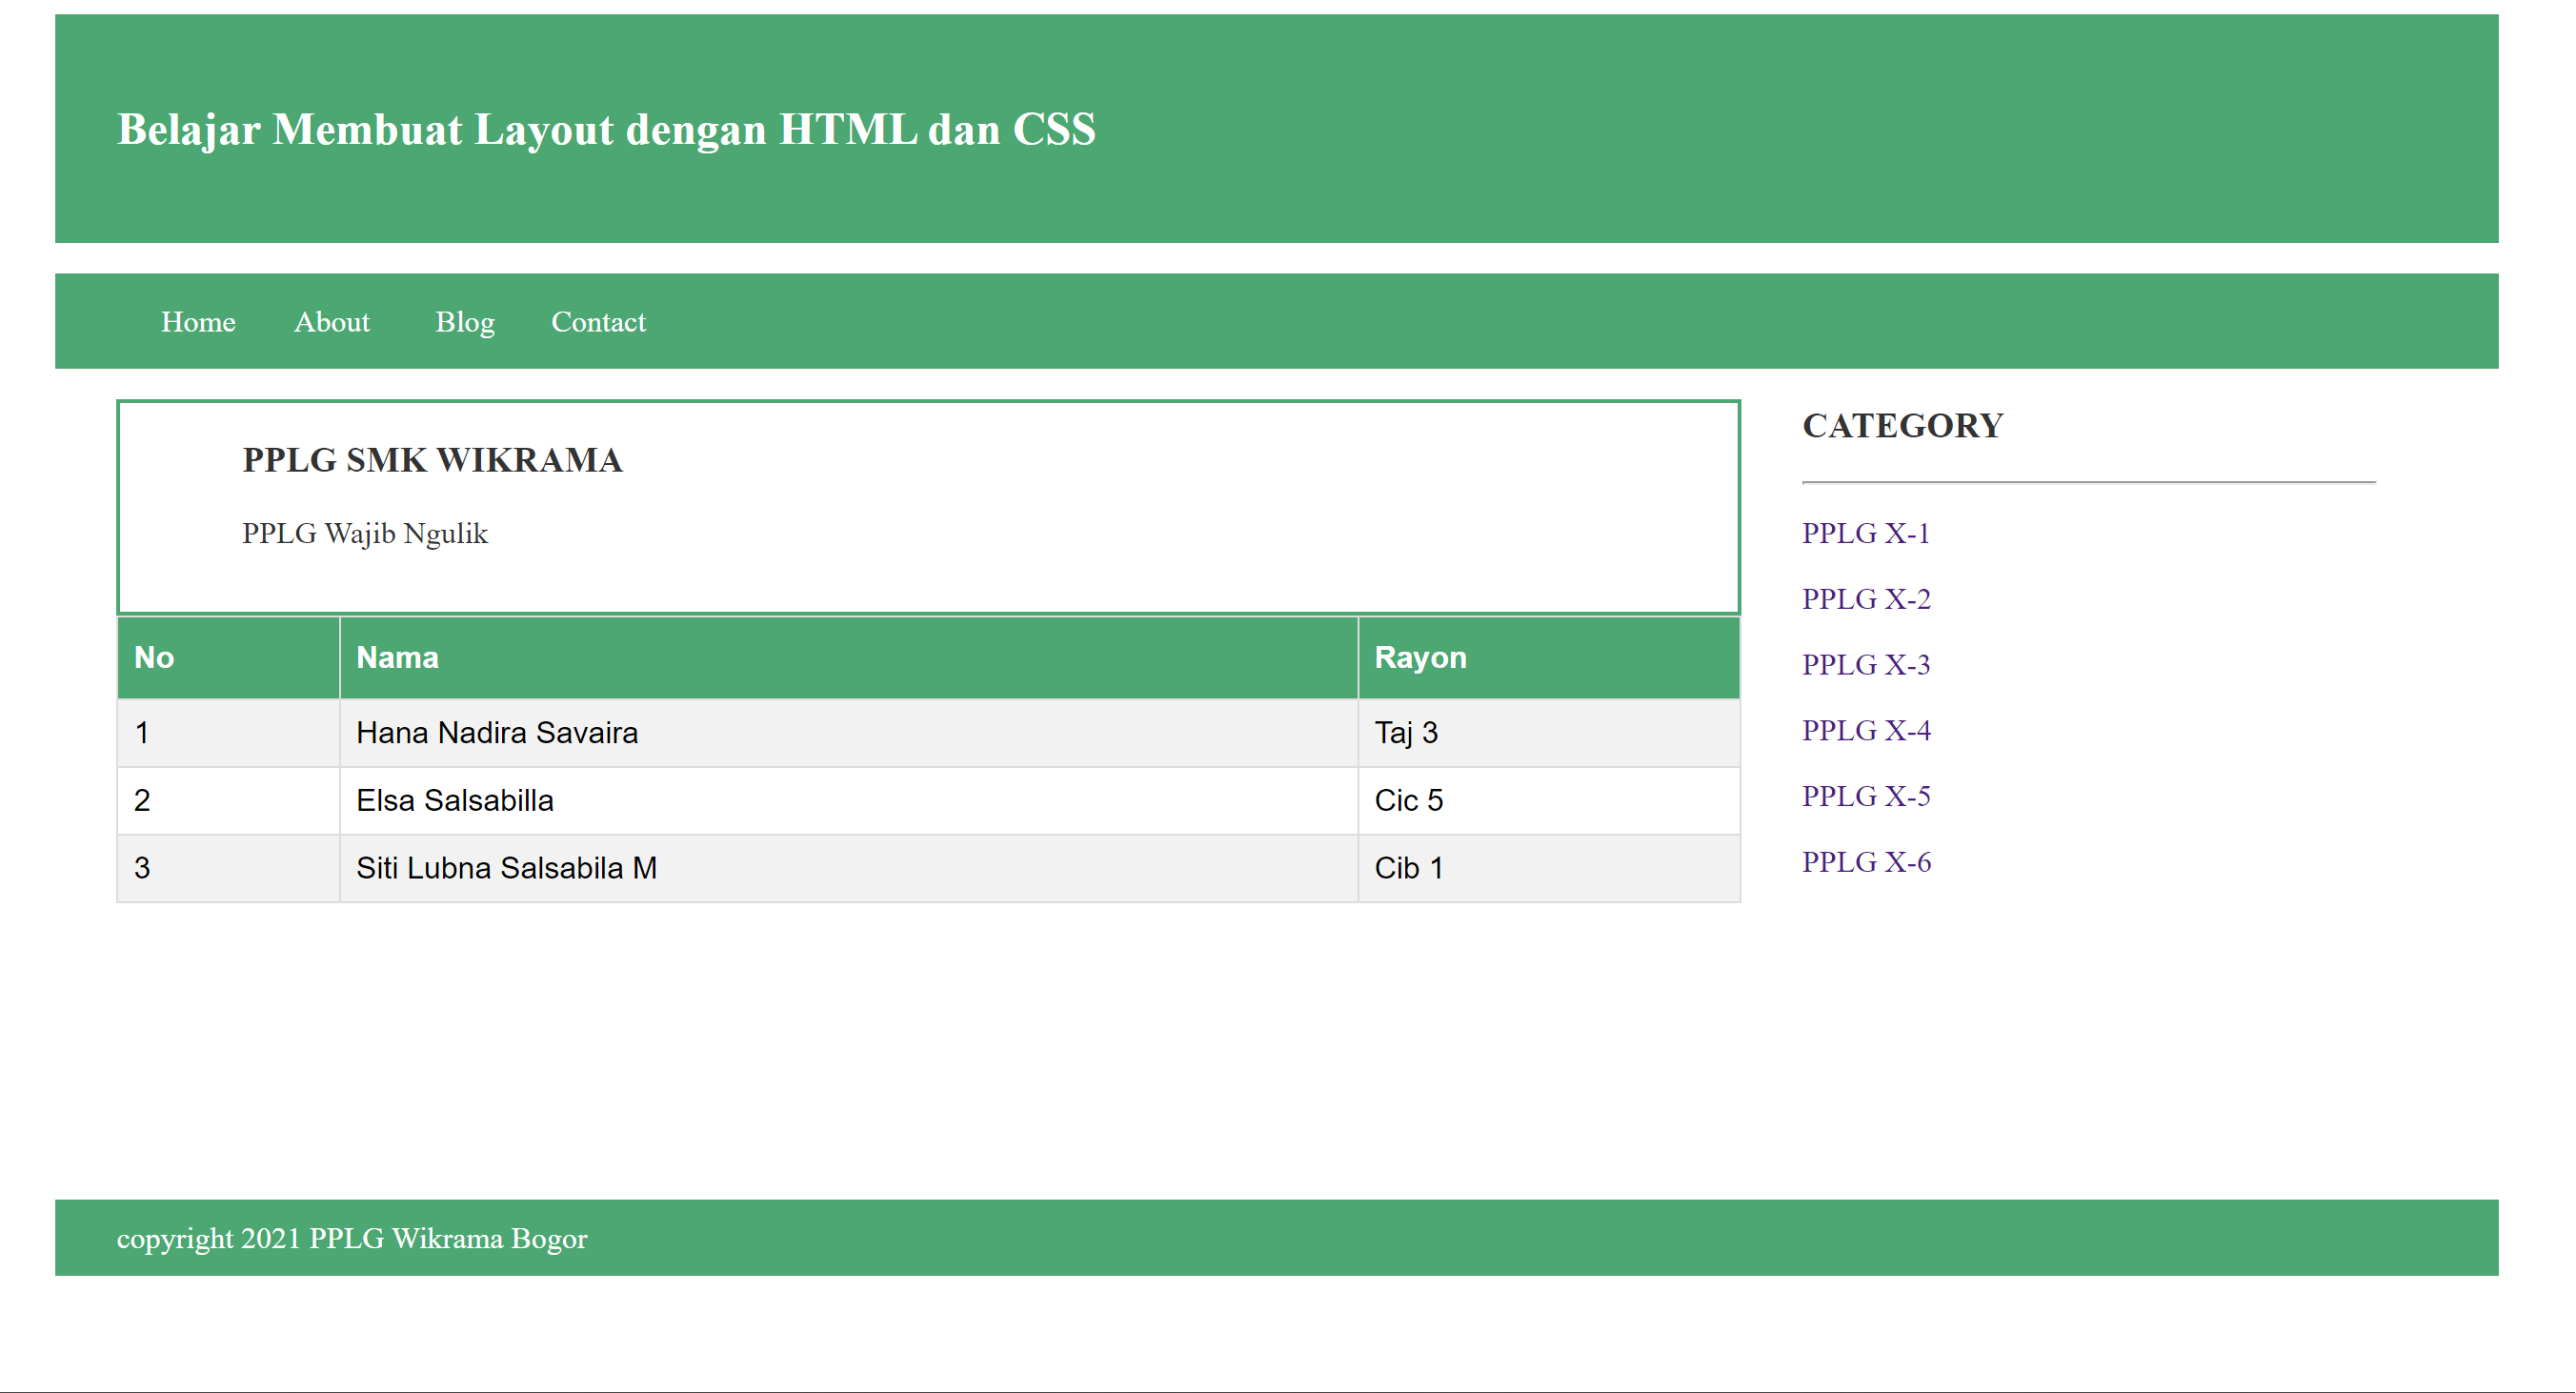 Belajar Membuat Layout dengan HTML dan CSS
Home About Blog Contact
PPLG SMK WIKRAMA
PPLG Wajib Ngulik
No Nama Rayon
1 Hana Nadira Savaira Taj 3
2 Elsa Salsabilla Cic 5
3 Siti Lubna Salsabila M Cib 1
CATEGORY
PPLG X-1
PPLG X-2
PPLG X-3
PPLG X-4
PPLG X-5
PPLG X-6
copyright 2021 PPLG Wikrama Bogor